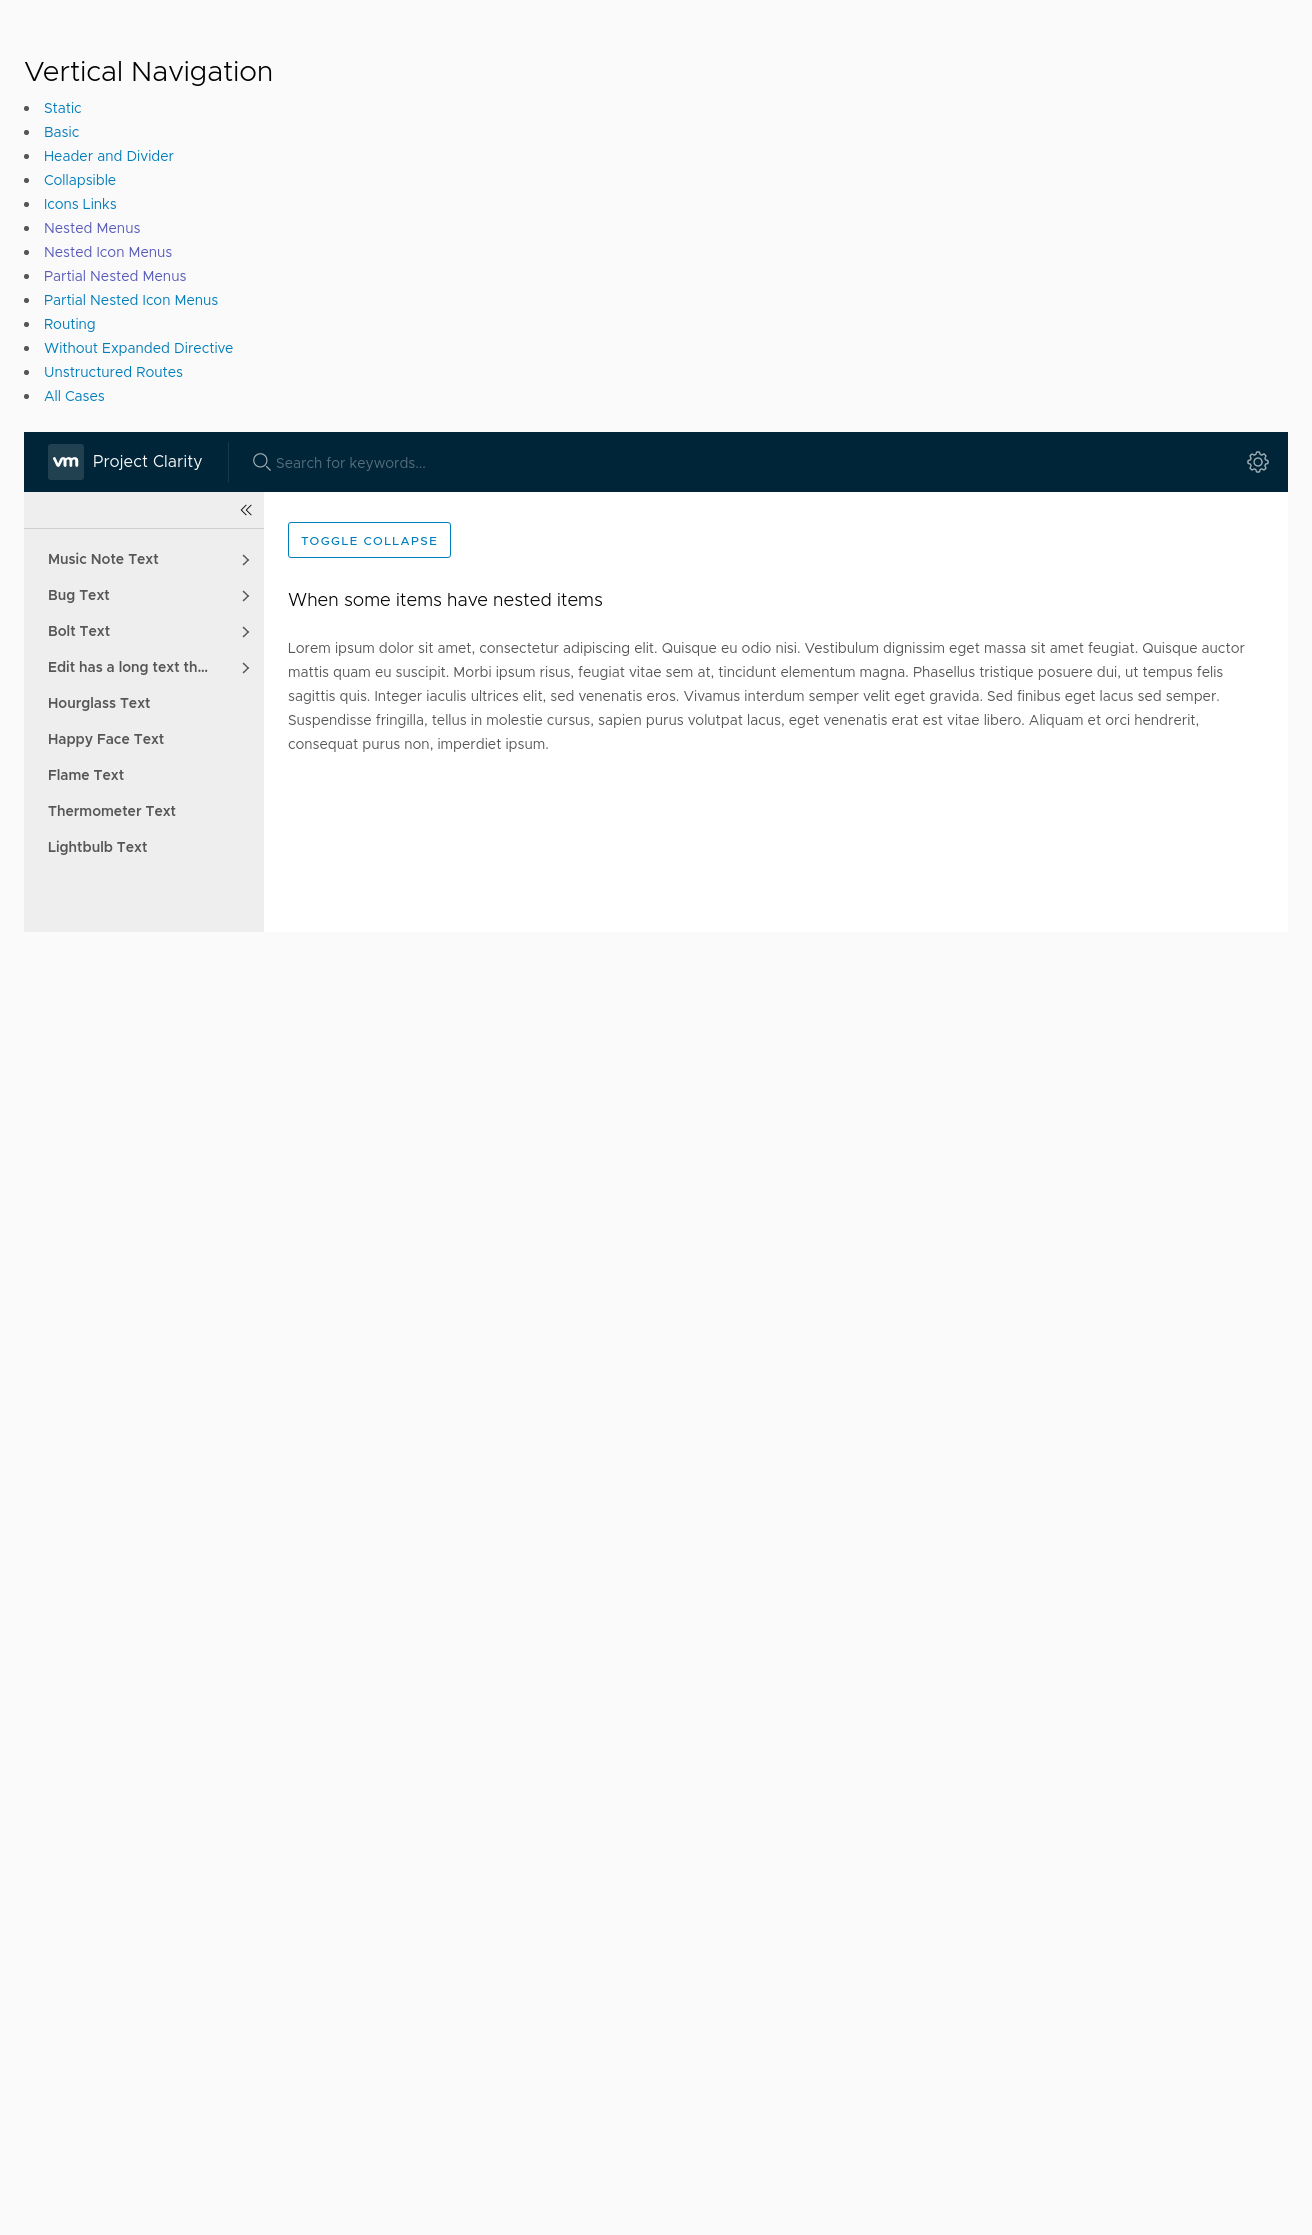 Vertical Navigation
Static
Basic
Header and Divider
Collapsible
Icons Links
Nested Menus
Nested Icon Menus
Partial Nested Menus
Partial Nested Icon Menus
Routing
Without Expanded Directive
Unstructured Routes
All Cases
vm Project Clarity Search for keywords...
TOGGLE COLLAPSE
Music Note Text
Bug Text
Bolt Text
Edit has a long text th...
Hourglass Text
Happy Face Text
Flame Text
Thermometer Text
Lightbulb Text
When some items have nested items
Lorem ipsum dolor sit amet, consectetur adipiscing elit. Quisque eu odio nisi. Vestibulum dignissim eget massa sit amet feugiat. Quisque auctor
mattis quam eu suscipit. Morbi ipsum risus, feugiat vitae sem at, tincidunt elementum magna. Phasellus tristique posuere dui, ut tempus felis
sagittis quis. Integer iaculis ultrices elit, sed venenatis eros. Vivamus interdum semper velit eget gravida. Sed finibus eget lacus sed semper.
Suspendisse fringilla, tellus in molestie cursus, sapien purus volutpat lacus, eget venenatis erat est vitae libero. Aliquam et orci hendrerit,
consequat purus non, imperdiet ipsum.